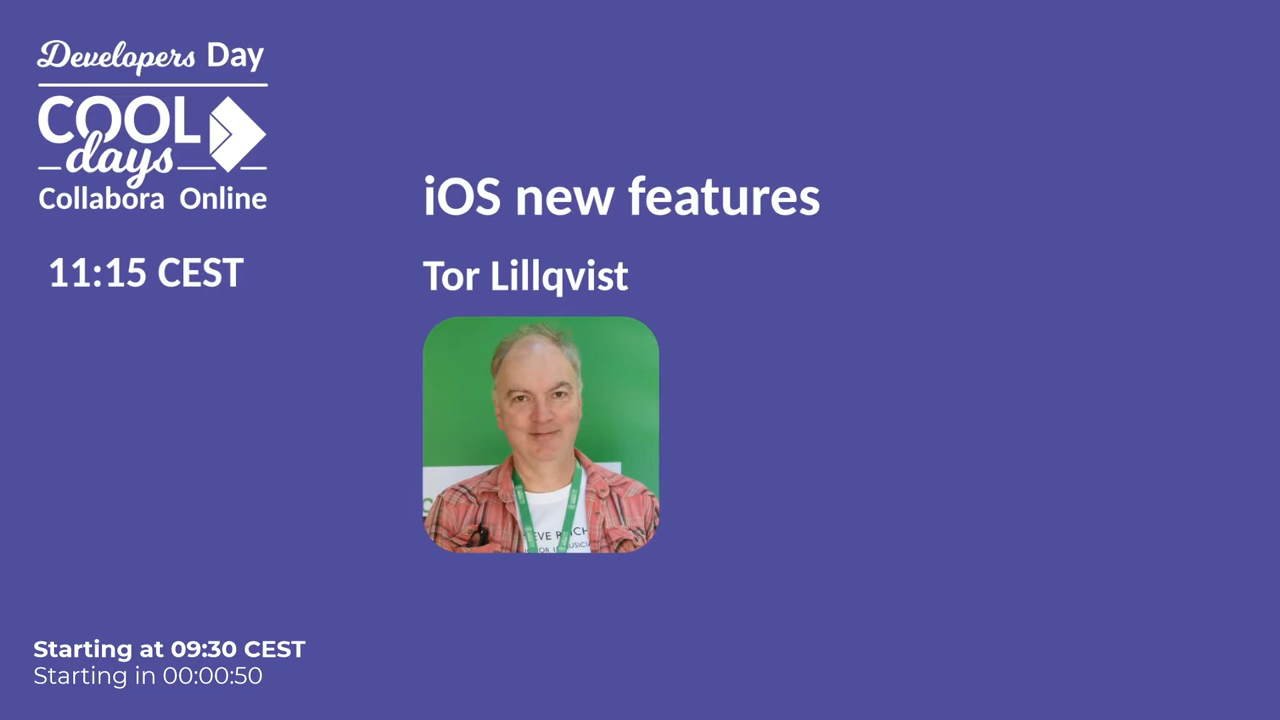 Developers Day
COOL
days
Collabora Online
11:15 CEST
iOS new features
Tor Lillqvist
Starting at 09:30 CEST
Starting in 00:00:50